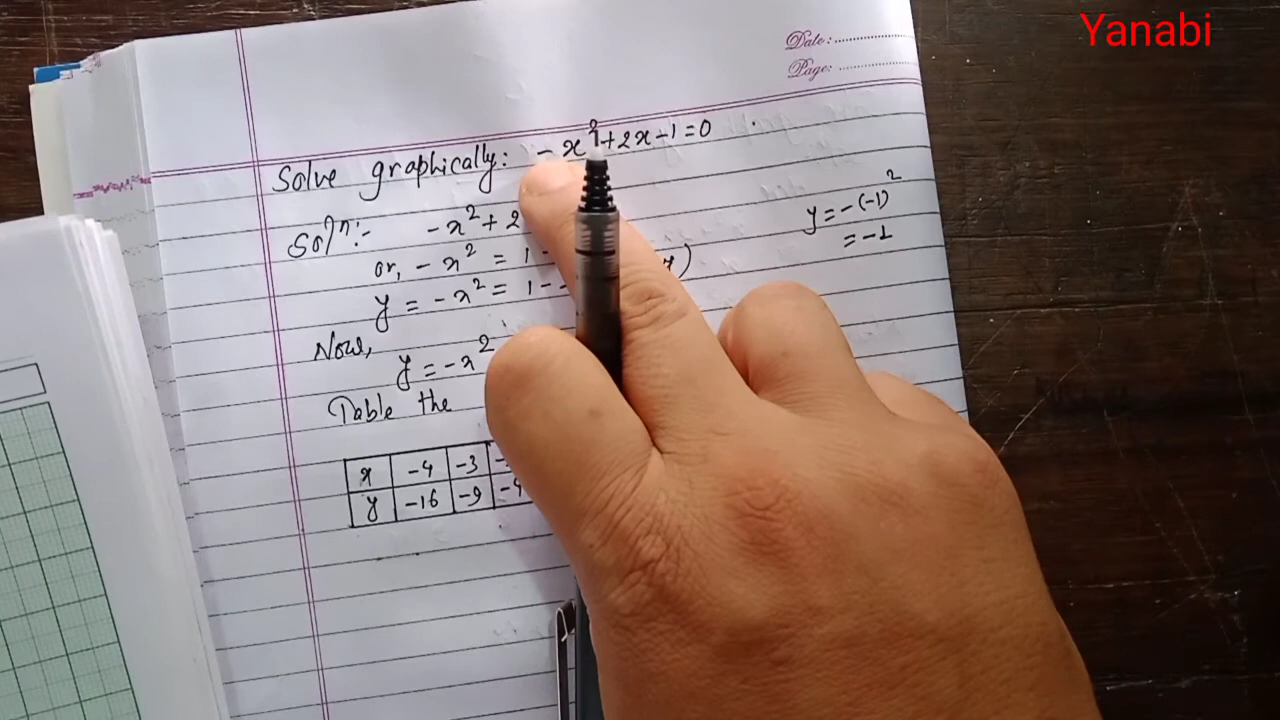 Yanabi
Date:
Page:
Solve graphically: - x²+2x-1=0
Solⁿ:- -x²+2
or, -x² = 1-
y = -x² = 1-
Now,
y = -x²
Table the
x -4 -3
y -16 -9 -4
y = -(-1)²
= -1